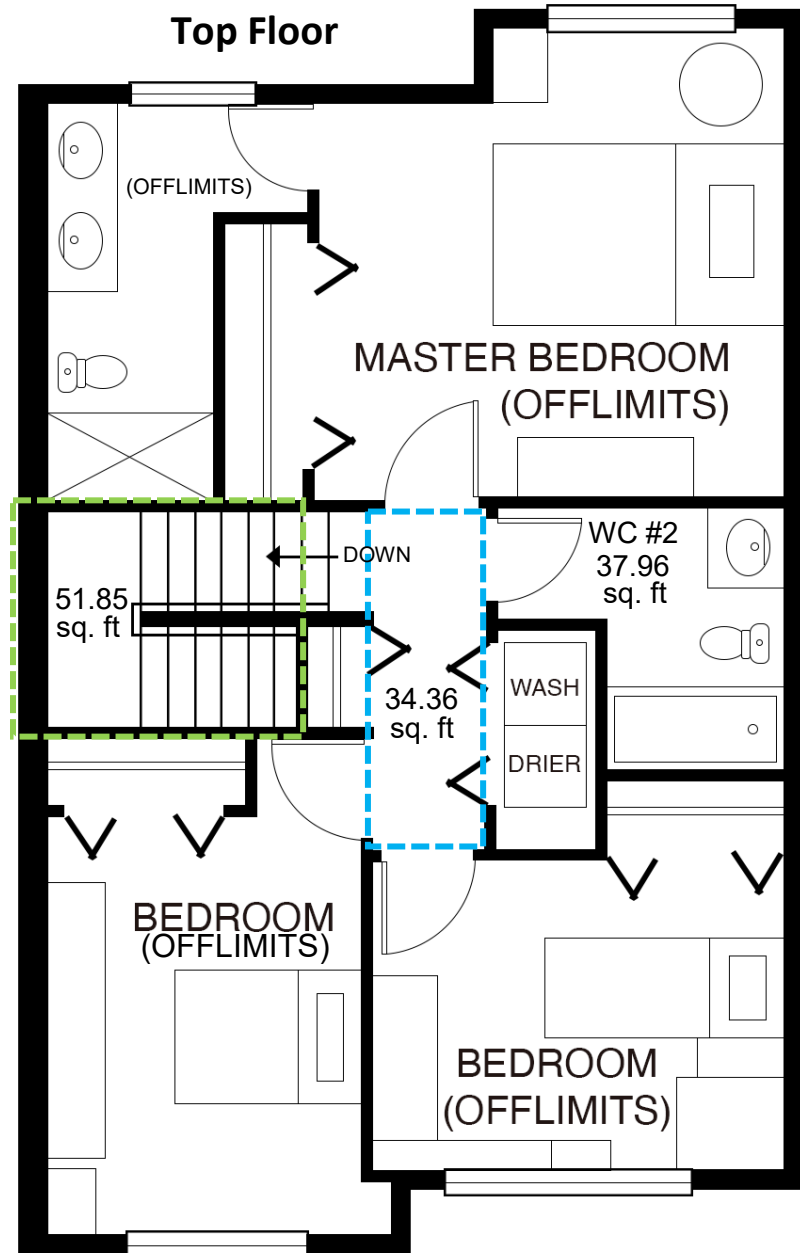 Top Floor
(OFFLIMITS)
MASTER BEDROOM
(OFFLIMITS)
WC #2
37.96
sq. ft
DOWN
51.85
sq. ft
34.36
sq. ft
WASH
DRIER
BEDROOM
(OFFLIMITS)
BEDROOM
(OFFLIMITS)